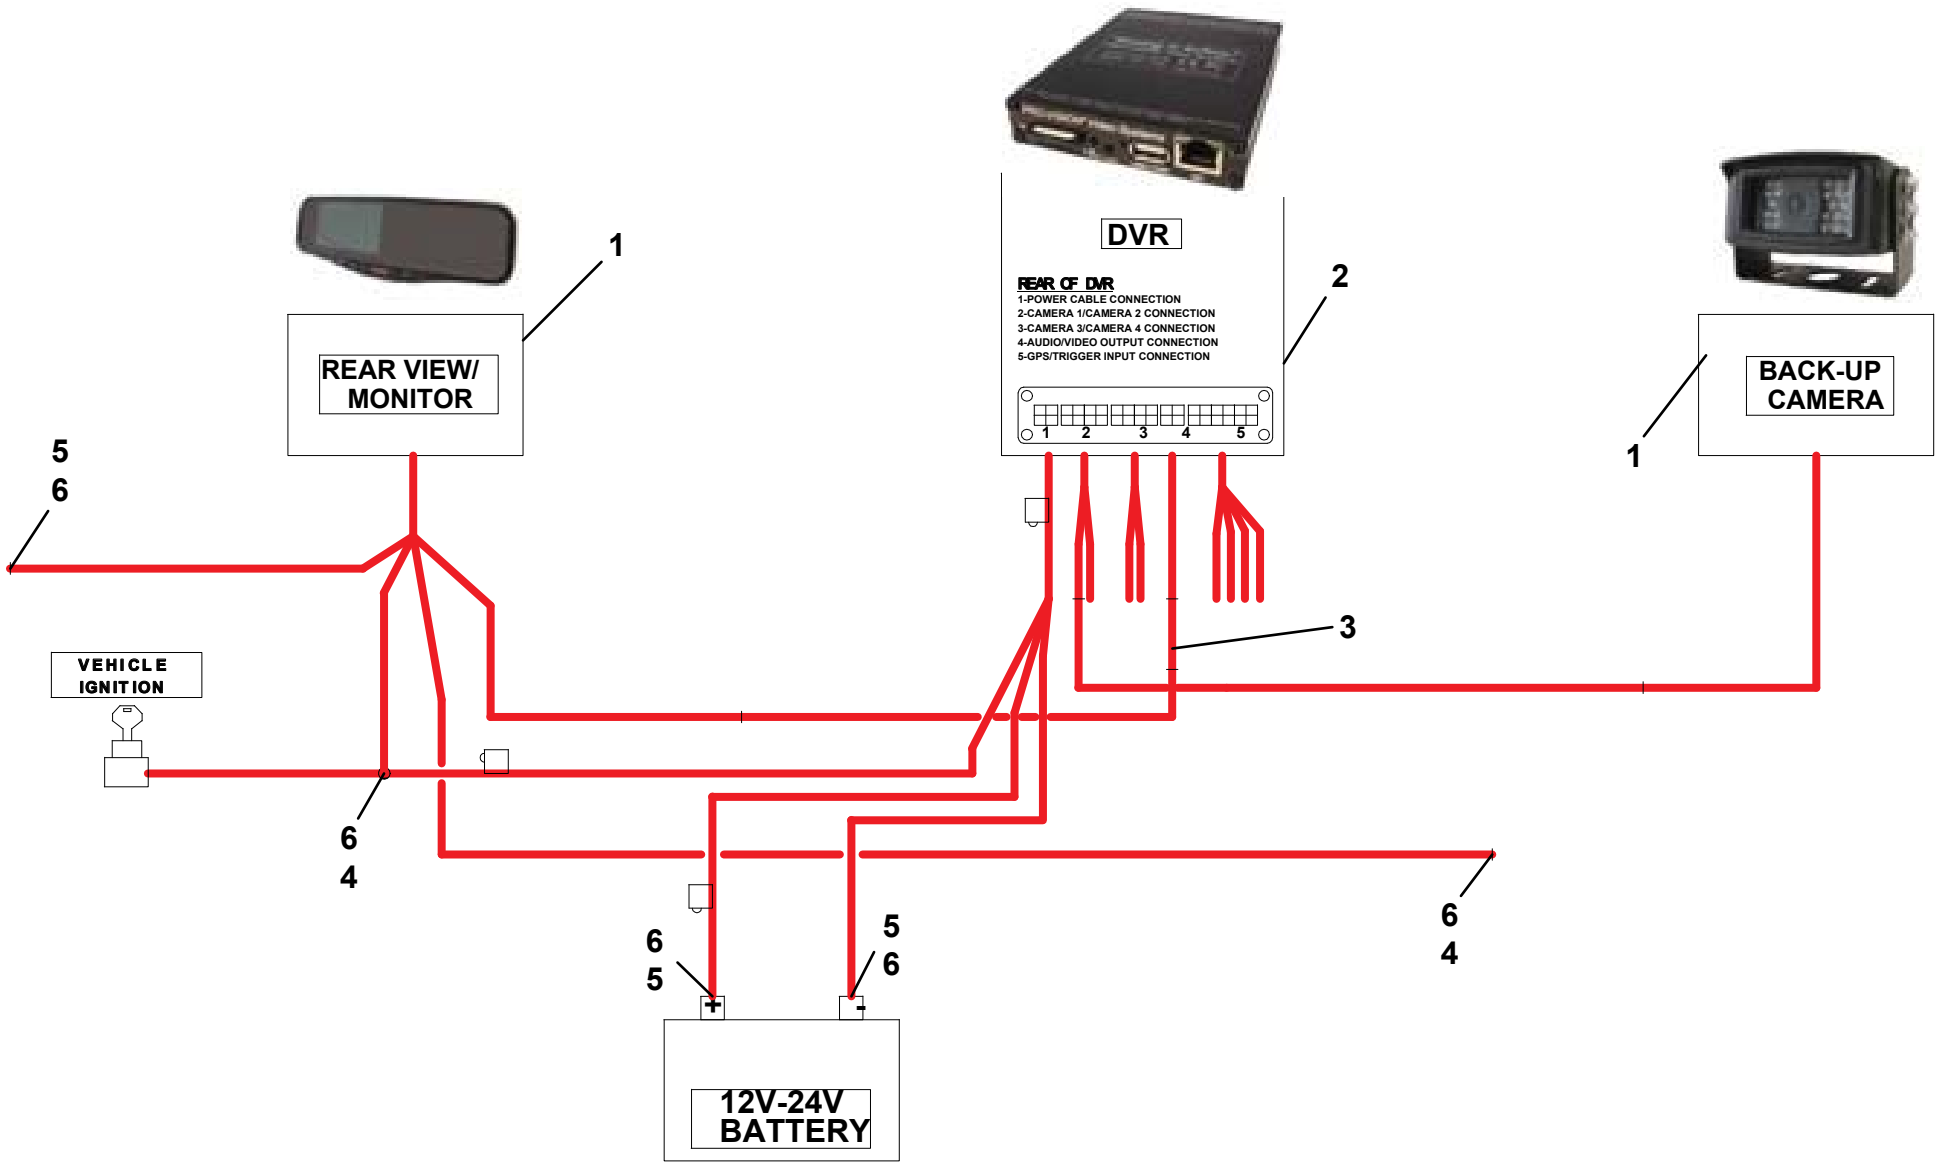 1
DVR
REAR OF DVR
1-POWER CABLE CONNECTION
2-CAMERA 1/CAMERA 2 CONNECTION
3-CAMERA 3/CAMERA 4 CONNECTION
4-AUDIO/VIDEO OUTPUT CONNECTION
5-GPS/TRIGGER INPUT CONNECTION
2
REAR VIEW/
MONITOR
BACK-UP
CAMERA
1 2 3 4 5
1
5
6
3
VEHICLE
IGNITION
6
4
6
5
5
6
6
4
+
-
12V-24V
BATTERY